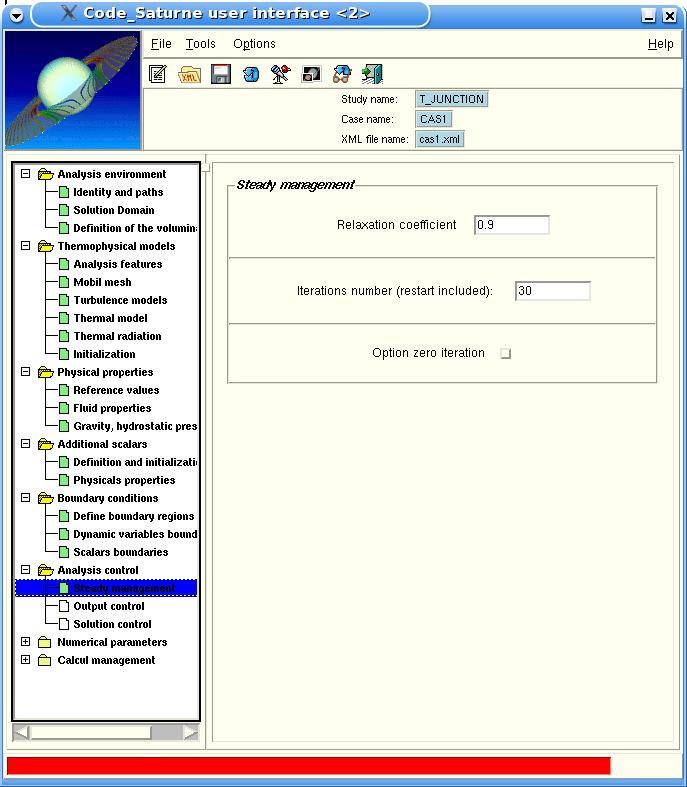 Code_Saturne user interface <2>
File Tools Options Help
XML
Study name: T_JUNCTION
Case name: CAS1
XML file name: cas1.xml
Analysis environment
Identity and paths
Solution Domain
Definition of the volumin
Thermophysical models
Analysis features
Mobil mesh
Turbulence models
Thermal model
Thermal radiation
Initialization
Physical properties
Reference values
Fluid properties
Gravity, hydrostatic pres
Additional scalars
Definition and initializati
Physicals properties
Boundary conditions
Define boundary regions
Dynamic variables bound
Scalars boundaries
Analysis control
Steady management
Output control
Solution control
Numerical parameters
Calcul management
Steady management
Relaxation coefficient 0.9
Iterations number (restart included): 30
Option zero iteration